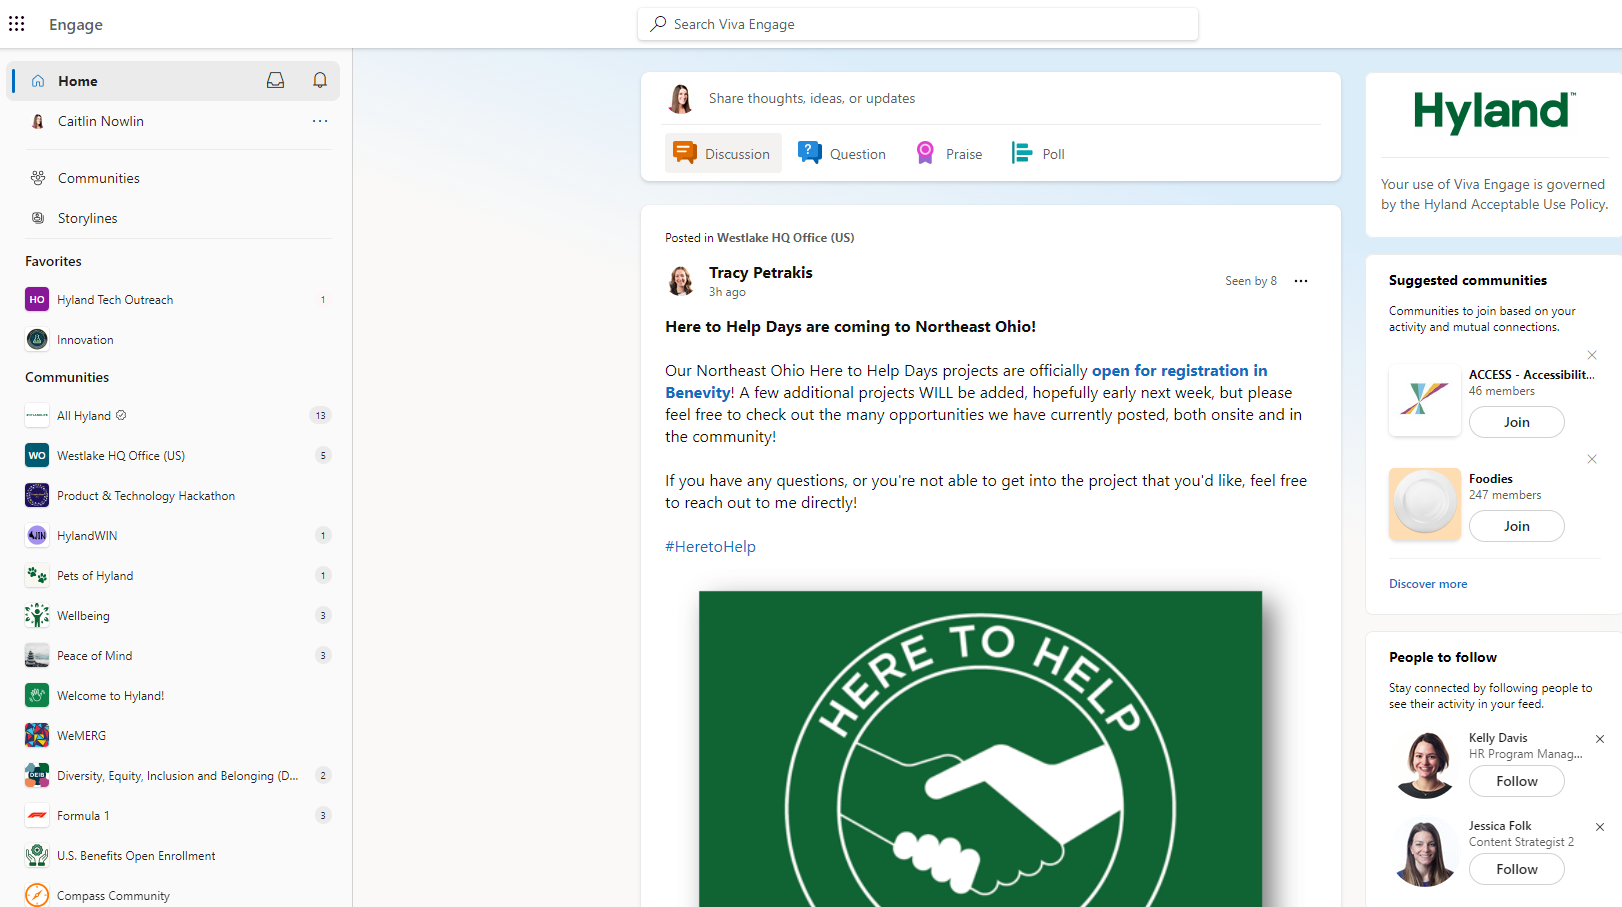 Engage
Search Viva Engage
Home
Caitlin Nowlin
Communities
Storylines
Favorites
HO Hyland Tech Outreach 1
Innovation
Communities
All Hyland 13
WO Westlake HQ Office (US) 5
Product & Technology Hackathon
HylandWIN 1
Pets of Hyland 1
Wellbeing 3
Peace of Mind 3
Welcome to Hyland!
WeMERG
DEIB Diversity, Equity, Inclusion and Belonging (D... 2
Formula 1 3
U.S. Benefits Open Enrollment
Compass Community
Share thoughts, ideas, or updates
Discussion
? Question
Praise
Poll
Posted in Westlake HQ Office (US)
Tracy Petrakis
3h ago
Seen by 8
Here to Help Days are coming to Northeast Ohio!
Our Northeast Ohio Here to Help Days projects are officially open for registration in
Benevity! A few additional projects WILL be added, hopefully early next week, but please
feel free to check out the many opportunities we have currently posted, both onsite and in
the community!
If you have any questions, or you're not able to get into the project that you'd like, feel free
to reach out to me directly!
#HeretoHelp
HERE TO HELP
Hyland™
Your use of Viva Engage is governed
by the Hyland Acceptable Use Policy.
Suggested communities
Communities to join based on your
activity and mutual connections.
ACCESS - Accessibilit...
46 members
Join
Foodies
247 members
Join
Discover more
People to follow
Stay connected by following people to
see their activity in your feed.
Kelly Davis
HR Program Manag...
Follow
Jessica Folk
Content Strategist 2
Follow